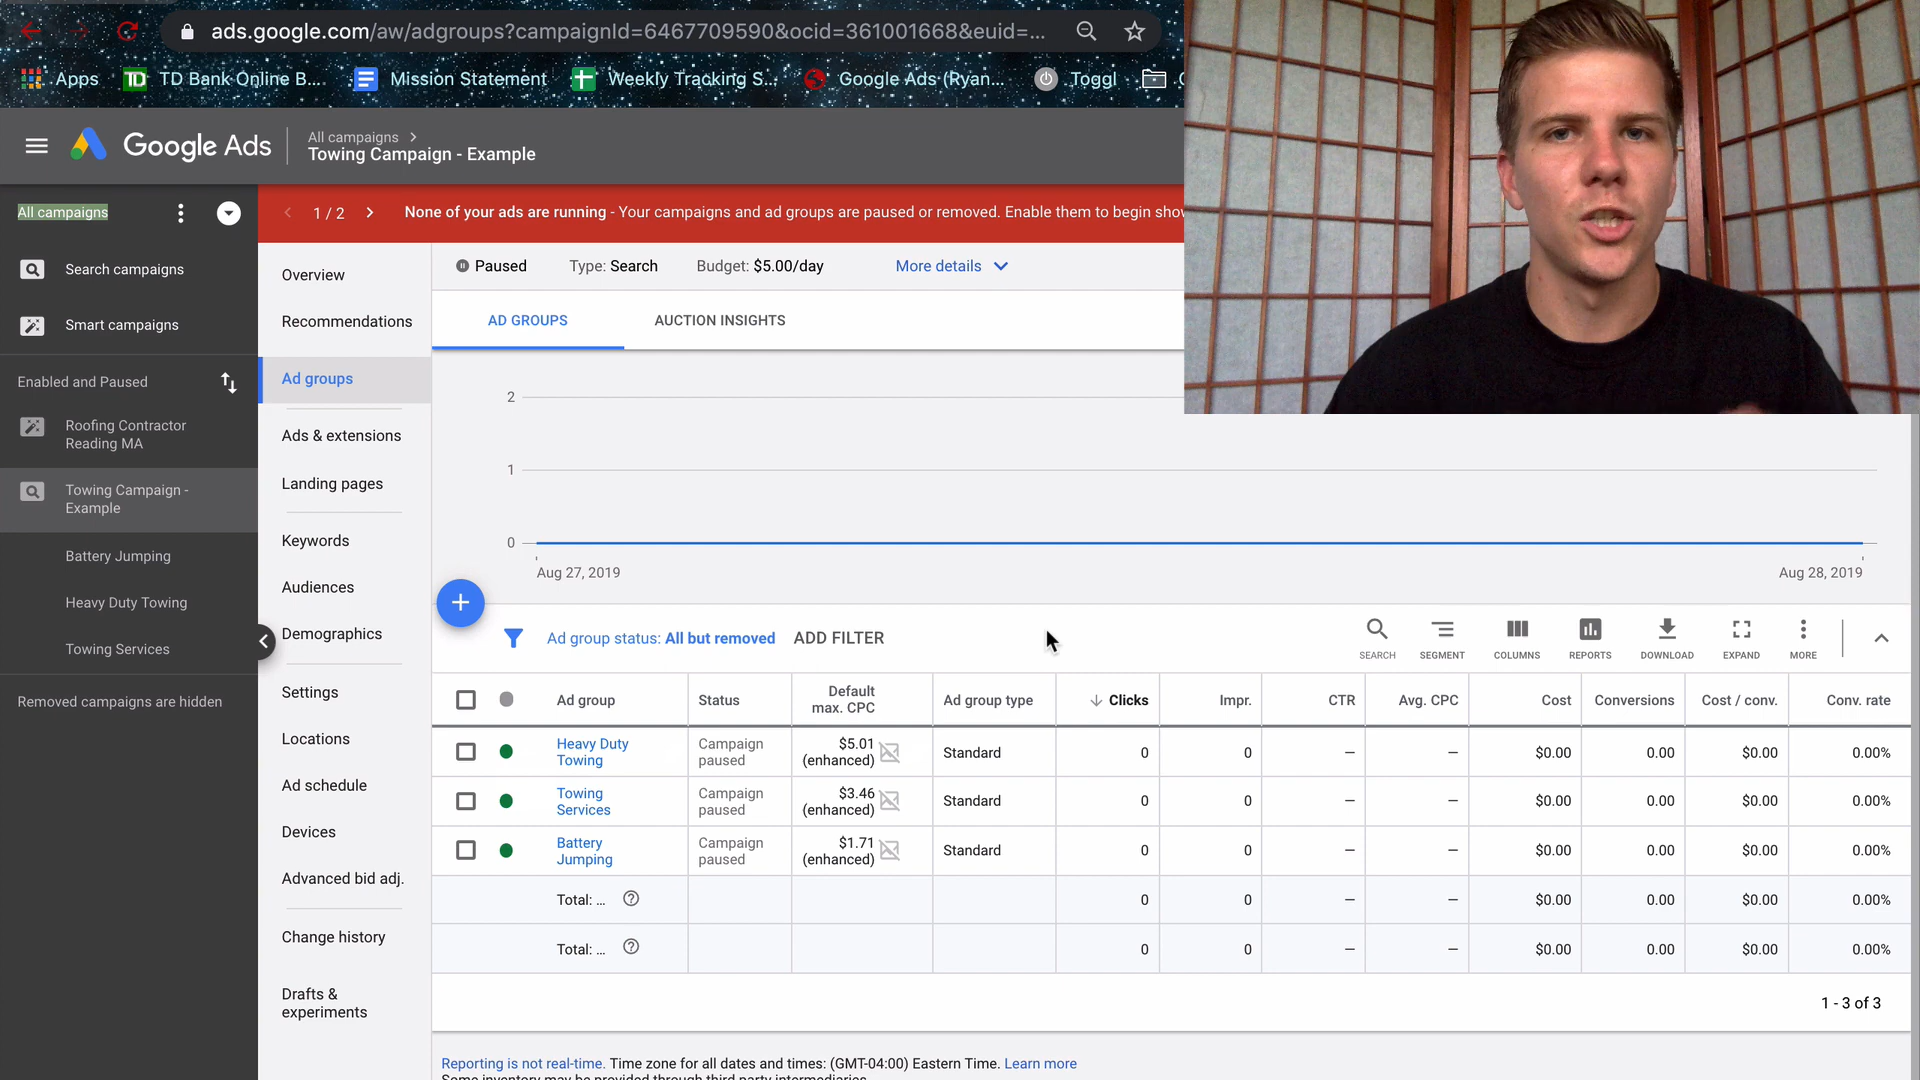 ads.google.com/aw/adgroups?campaignId=6467709590&ocid=361001668&euid=...
Apps
TD
TD Bank Online B...
Mission Statement
Weekly Tracking S...
Google Ads (Ryan...
Toggl
Google Ads
All campaigns
Towing Campaign - Example
All campaigns
Search campaigns
Smart campaigns
Enabled and Paused
Roofing Contractor
Reading MA
Towing Campaign -
Example
Battery Jumping
Heavy Duty Towing
Towing Services
Removed campaigns are hidden
1 / 2
None of your ads are running - Your campaigns and ad groups are paused or removed. Enable them to begin
Overview
Recommendations
Ad groups
Ads & extensions
Landing pages
Keywords
Audiences
Demographics
Settings
Locations
Ad schedule
Devices
Advanced bid adj.
Change history
Drafts &
experiments
Paused Type: Search Budget: $5.00/day More details
AD GROUPS AUCTION INSIGHTS
2
1
0
Aug 27, 2019 Aug 28, 2019
+
Ad group status: All but removed ADD FILTER
SEARCH SEGMENT COLUMNS REPORTS DOWNLOAD EXPAND MORE
Ad group Status Default max. CPC Ad group type Clicks Impr. CTR Avg. CPC Cost Conversions Cost / conv. Conv. rate
Heavy Duty Towing Campaign paused $5.01 (enhanced) Standard 0 0 – – $0.00 0.00 $0.00 0.00%
Towing Services Campaign paused $3.46 (enhanced) Standard 0 0 – – $0.00 0.00 $0.00 0.00%
Battery Jumping Campaign paused $1.71 (enhanced) Standard 0 0 – – $0.00 0.00 $0.00 0.00%
Total: ... 0 0 – – $0.00 0.00 $0.00 0.00%
Total: ... 0 0 – – $0.00 0.00 $0.00 0.00%
1 - 3 of 3
Reporting is not real-time. Time zone for all dates and times: (GMT-04:00) Eastern Time. Learn more
Some inventory may be provided through third party intermediaries.